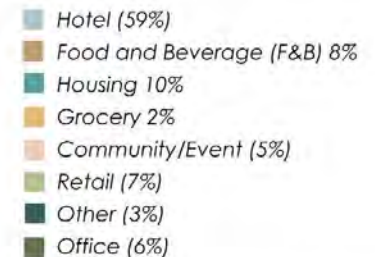 Hotel (59%)
Food and Beverage (F&B) 8%
Housing 10%
Grocery 2%
Community/Event (5%)
Retail (7%)
Other (3%)
Office (6%)